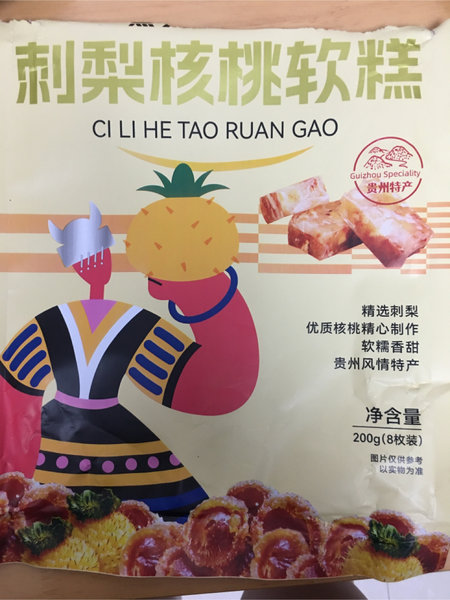 刺梨核桃软糕
CI LI HE TAO RUAN GAO
Guizhou Speciality
贵州特产
精选刺梨
优质核桃精心制作
软糯香甜
贵州风情特产
净含量
200g(8枚装)
图片仅供参考
以实物为准